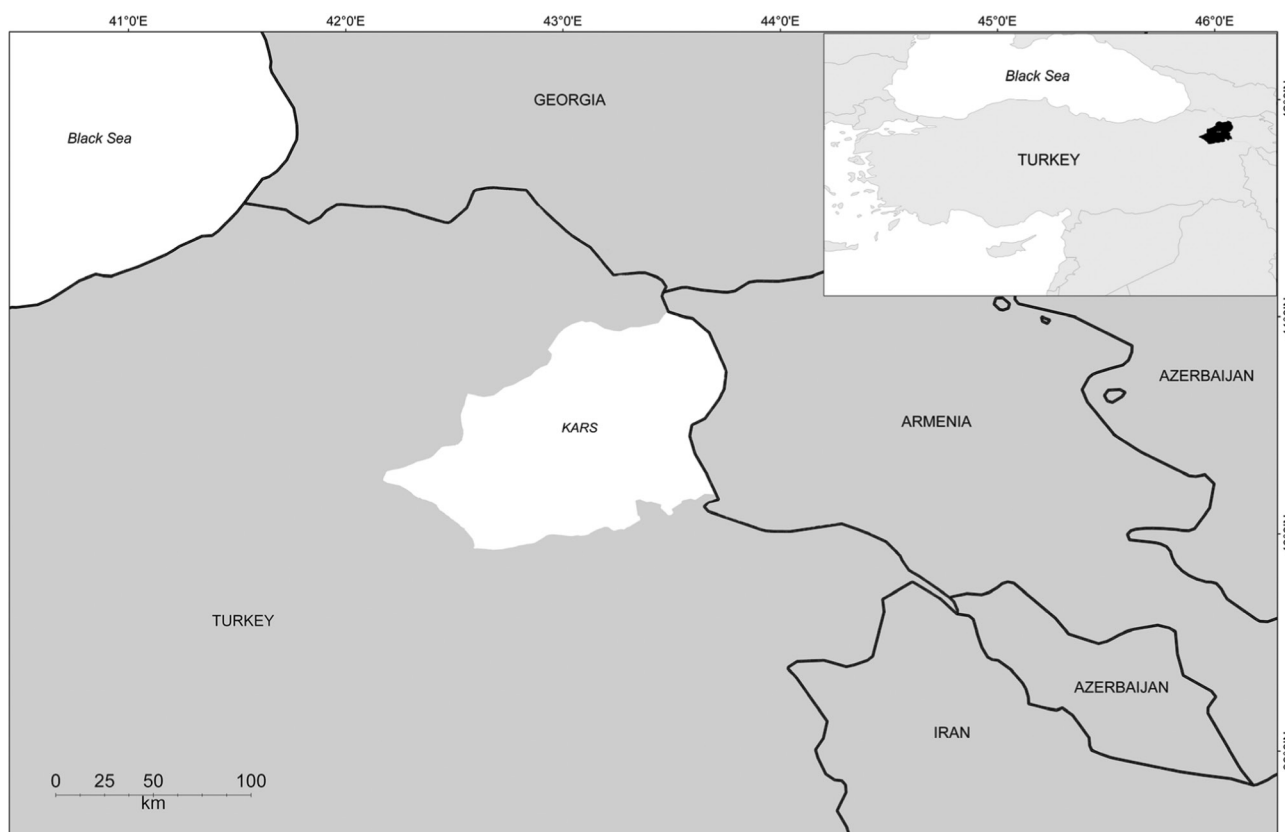 41°0'E 42°0'E 43°0'E 44°0'E 45°0'E 46°0'E
Black Sea
GEORGIA
Black Sea
TURKEY
AZERBAIJAN
KARS
ARMENIA
TURKEY
AZERBAIJAN
IRAN
0 25 50 100
km